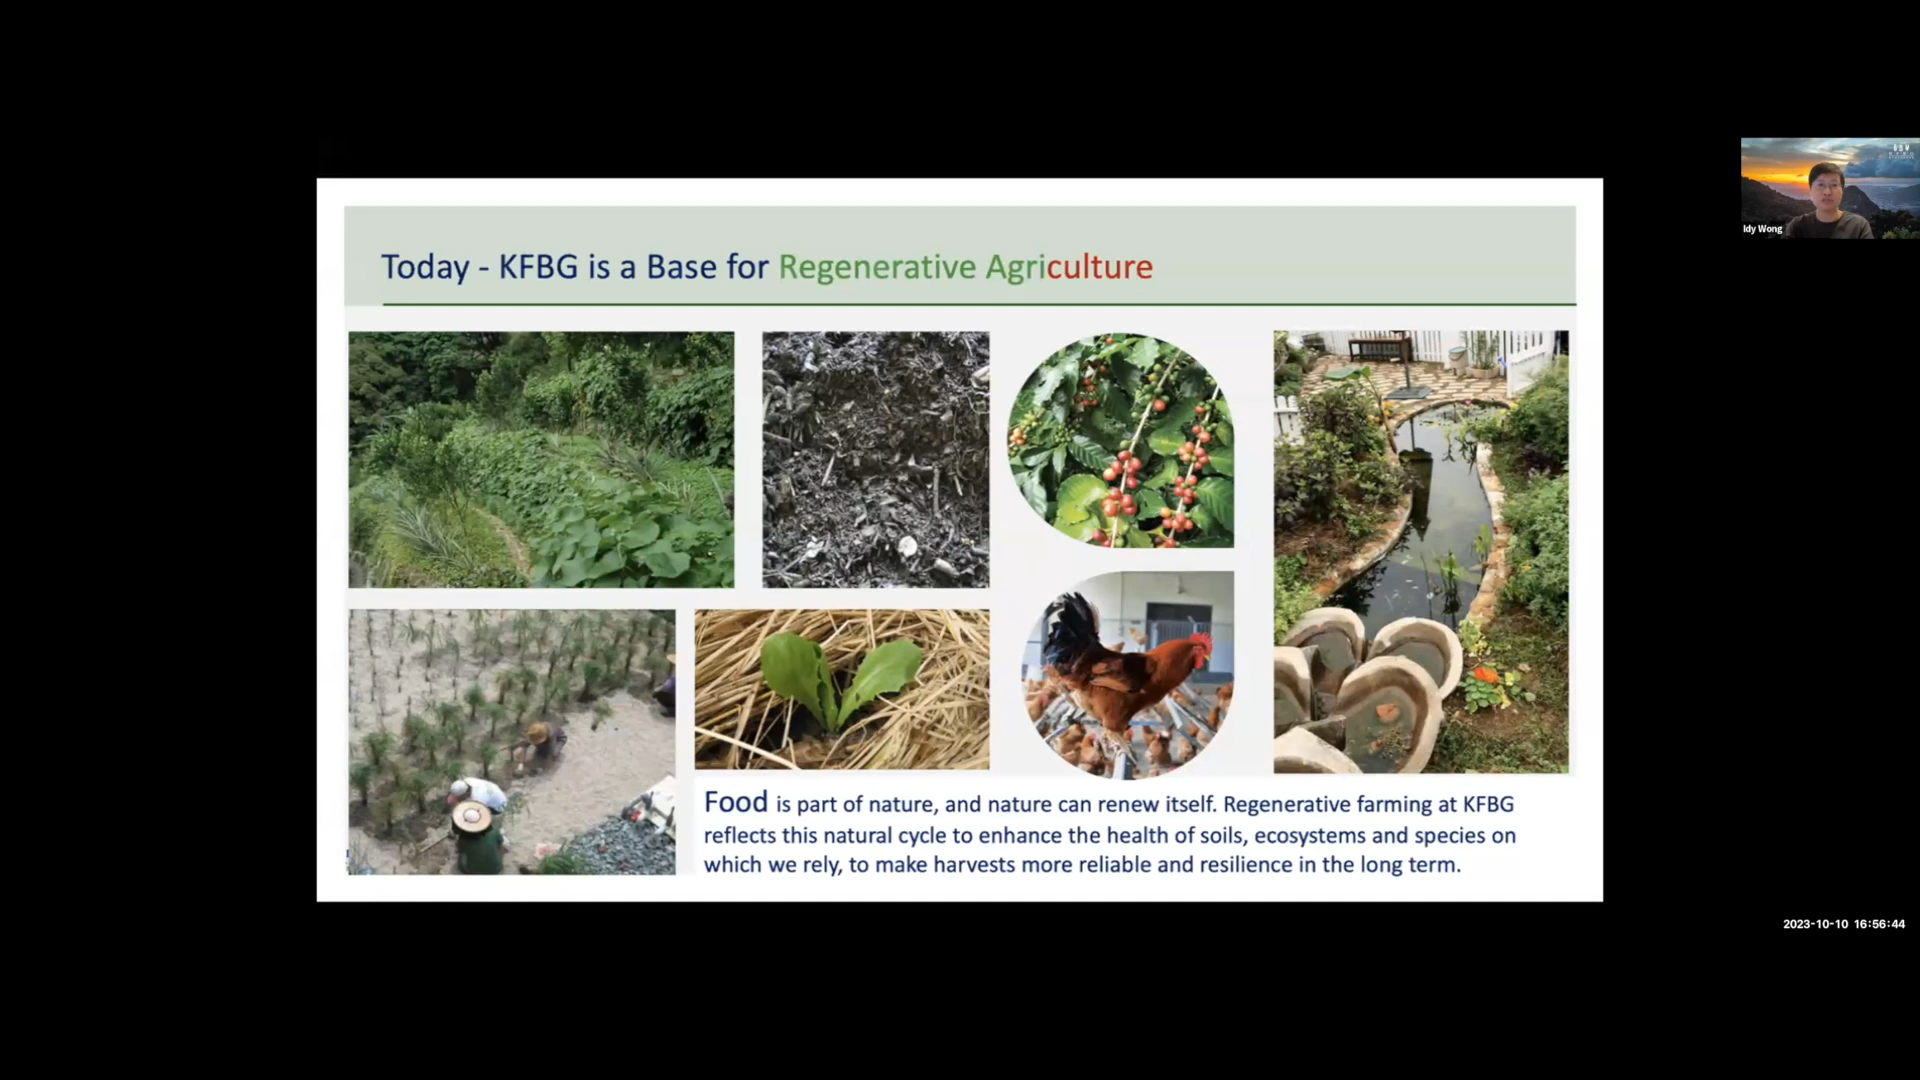 Today - KFBG is a Base for Regenerative Agriculture
Food is part of nature, and nature can renew itself. Regenerative farming at KFBG
reflects this natural cycle to enhance the health of soils, ecosystems and species on
which we rely, to make harvests more reliable and resilience in the long term.
Idy Wong
2023-10-10 16:56:44